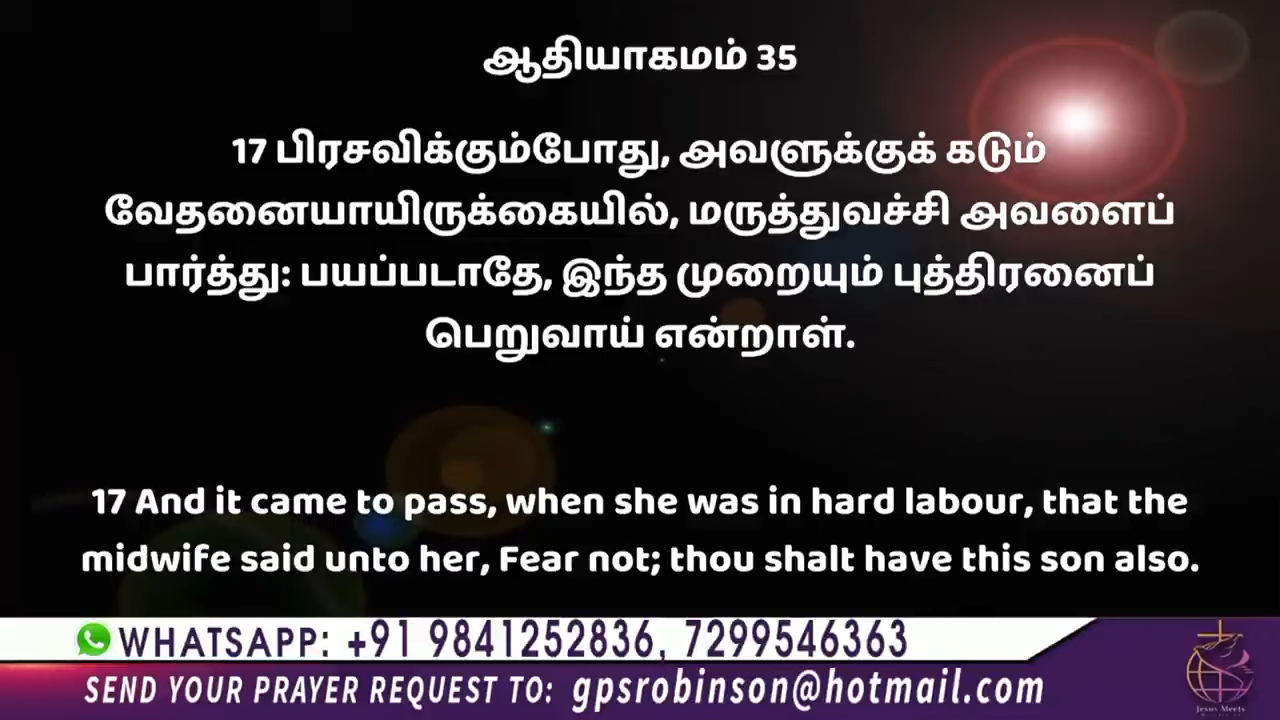 ஆதியாகமம் 35
17 பிரசவிக்கும்போது, அவளுக்குக் கடும்
வேதனையாயிருக்கையில், மருத்துவச்சி அவளைப்
பார்த்து: பயப்படாதே, இந்த முறையும் புத்திரனைப்
பெறுவாய் என்றாள்.
17 And it came to pass, when she was in hard labour, that the
midwife said unto her, Fear not; thou shalt have this son also.
WHATSAPP: +91 9841252836, 7299546363
SEND YOUR PRAYER REQUEST TO: gpsrobinson@hotmail.com
Jesus Meets